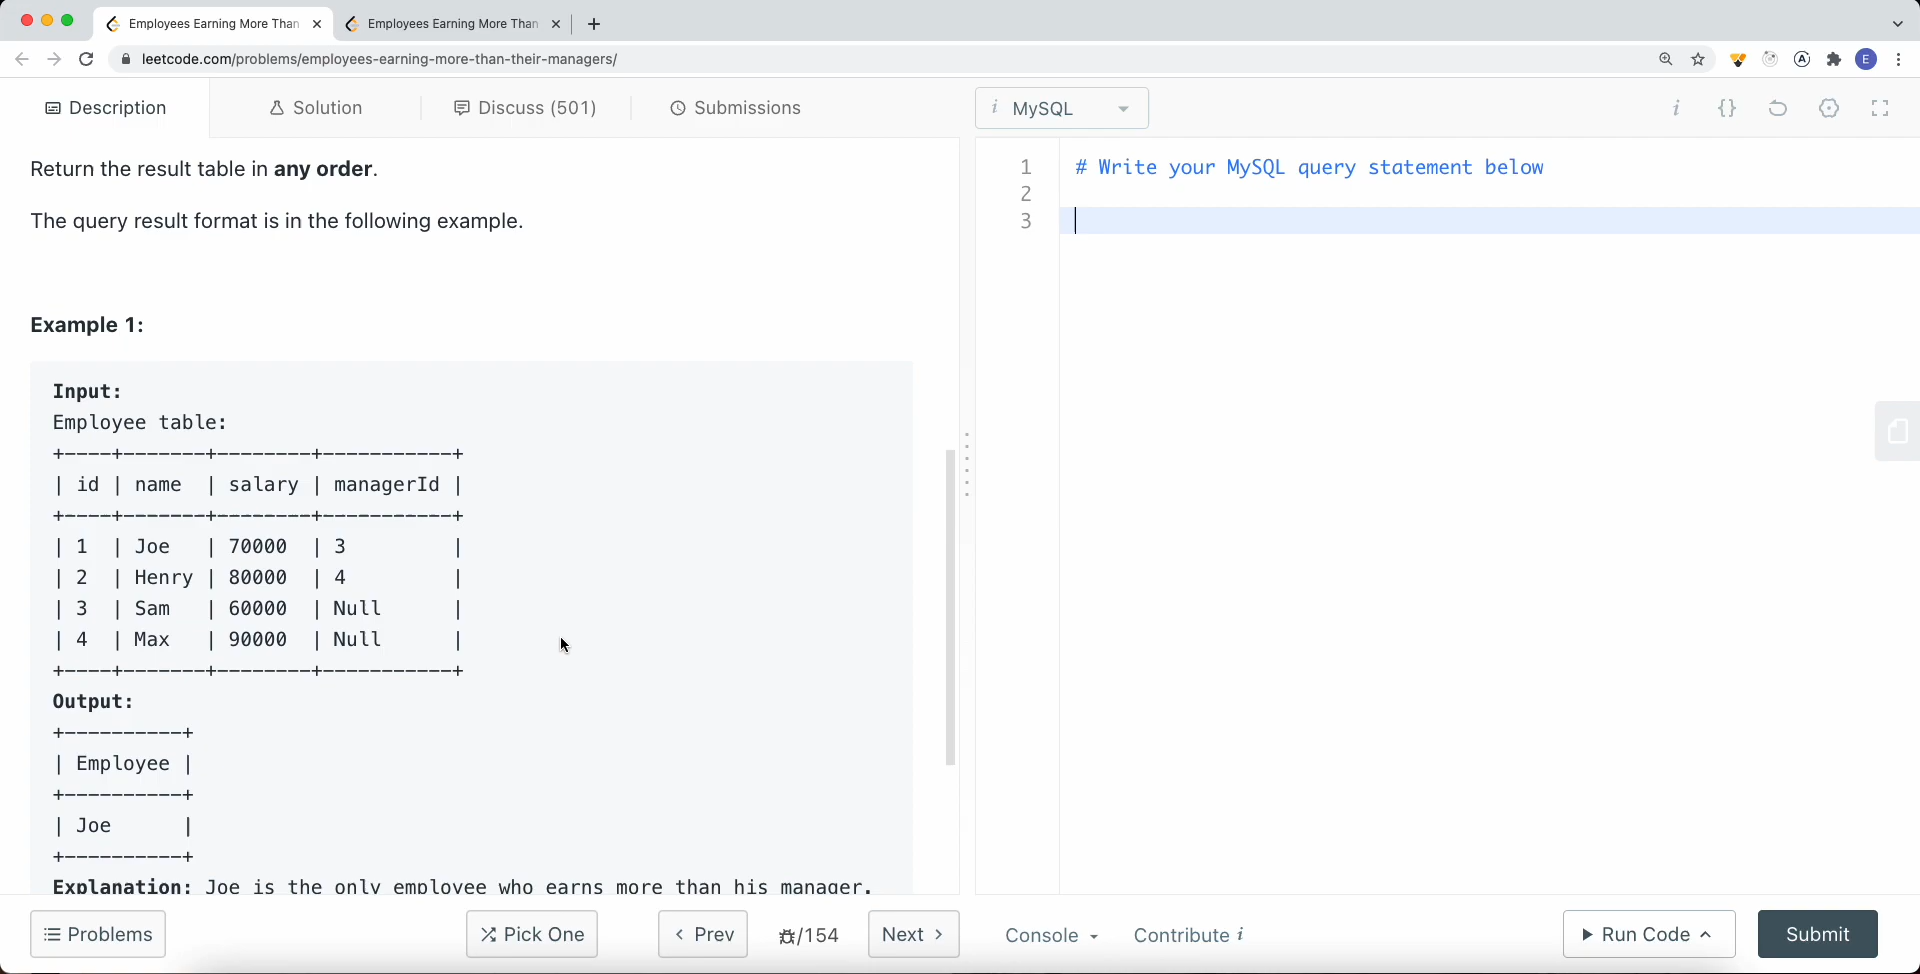 Employees Earning More Than
Employees Earning More Than
leetcode.com/problems/employees-earning-more-than-their-managers/
E
Description
Solution
Discuss (501)
Submissions
i MySQL
i {}
Return the result table in any order.
The query result format is in the following example.
Example 1:
Input:
Employee table:
+----+-------+--------+-----------+
| id | name  | salary | managerId |
+----+-------+--------+-----------+
| 1  | Joe   | 70000  | 3         |
| 2  | Henry | 80000  | 4         |
| 3  | Sam   | 60000  | Null      |
| 4  | Max   | 90000  | Null      |
+----+-------+--------+-----------+
Output:
+----------+
| Employee |
+----------+
| Joe      |
+----------+
Explanation: Joe is the only employee who earns more than his manager.
1 # Write your MySQL query statement below
2
3
Problems
Pick One
Prev
/154
Next
Console
Contribute i
Run Code
Submit